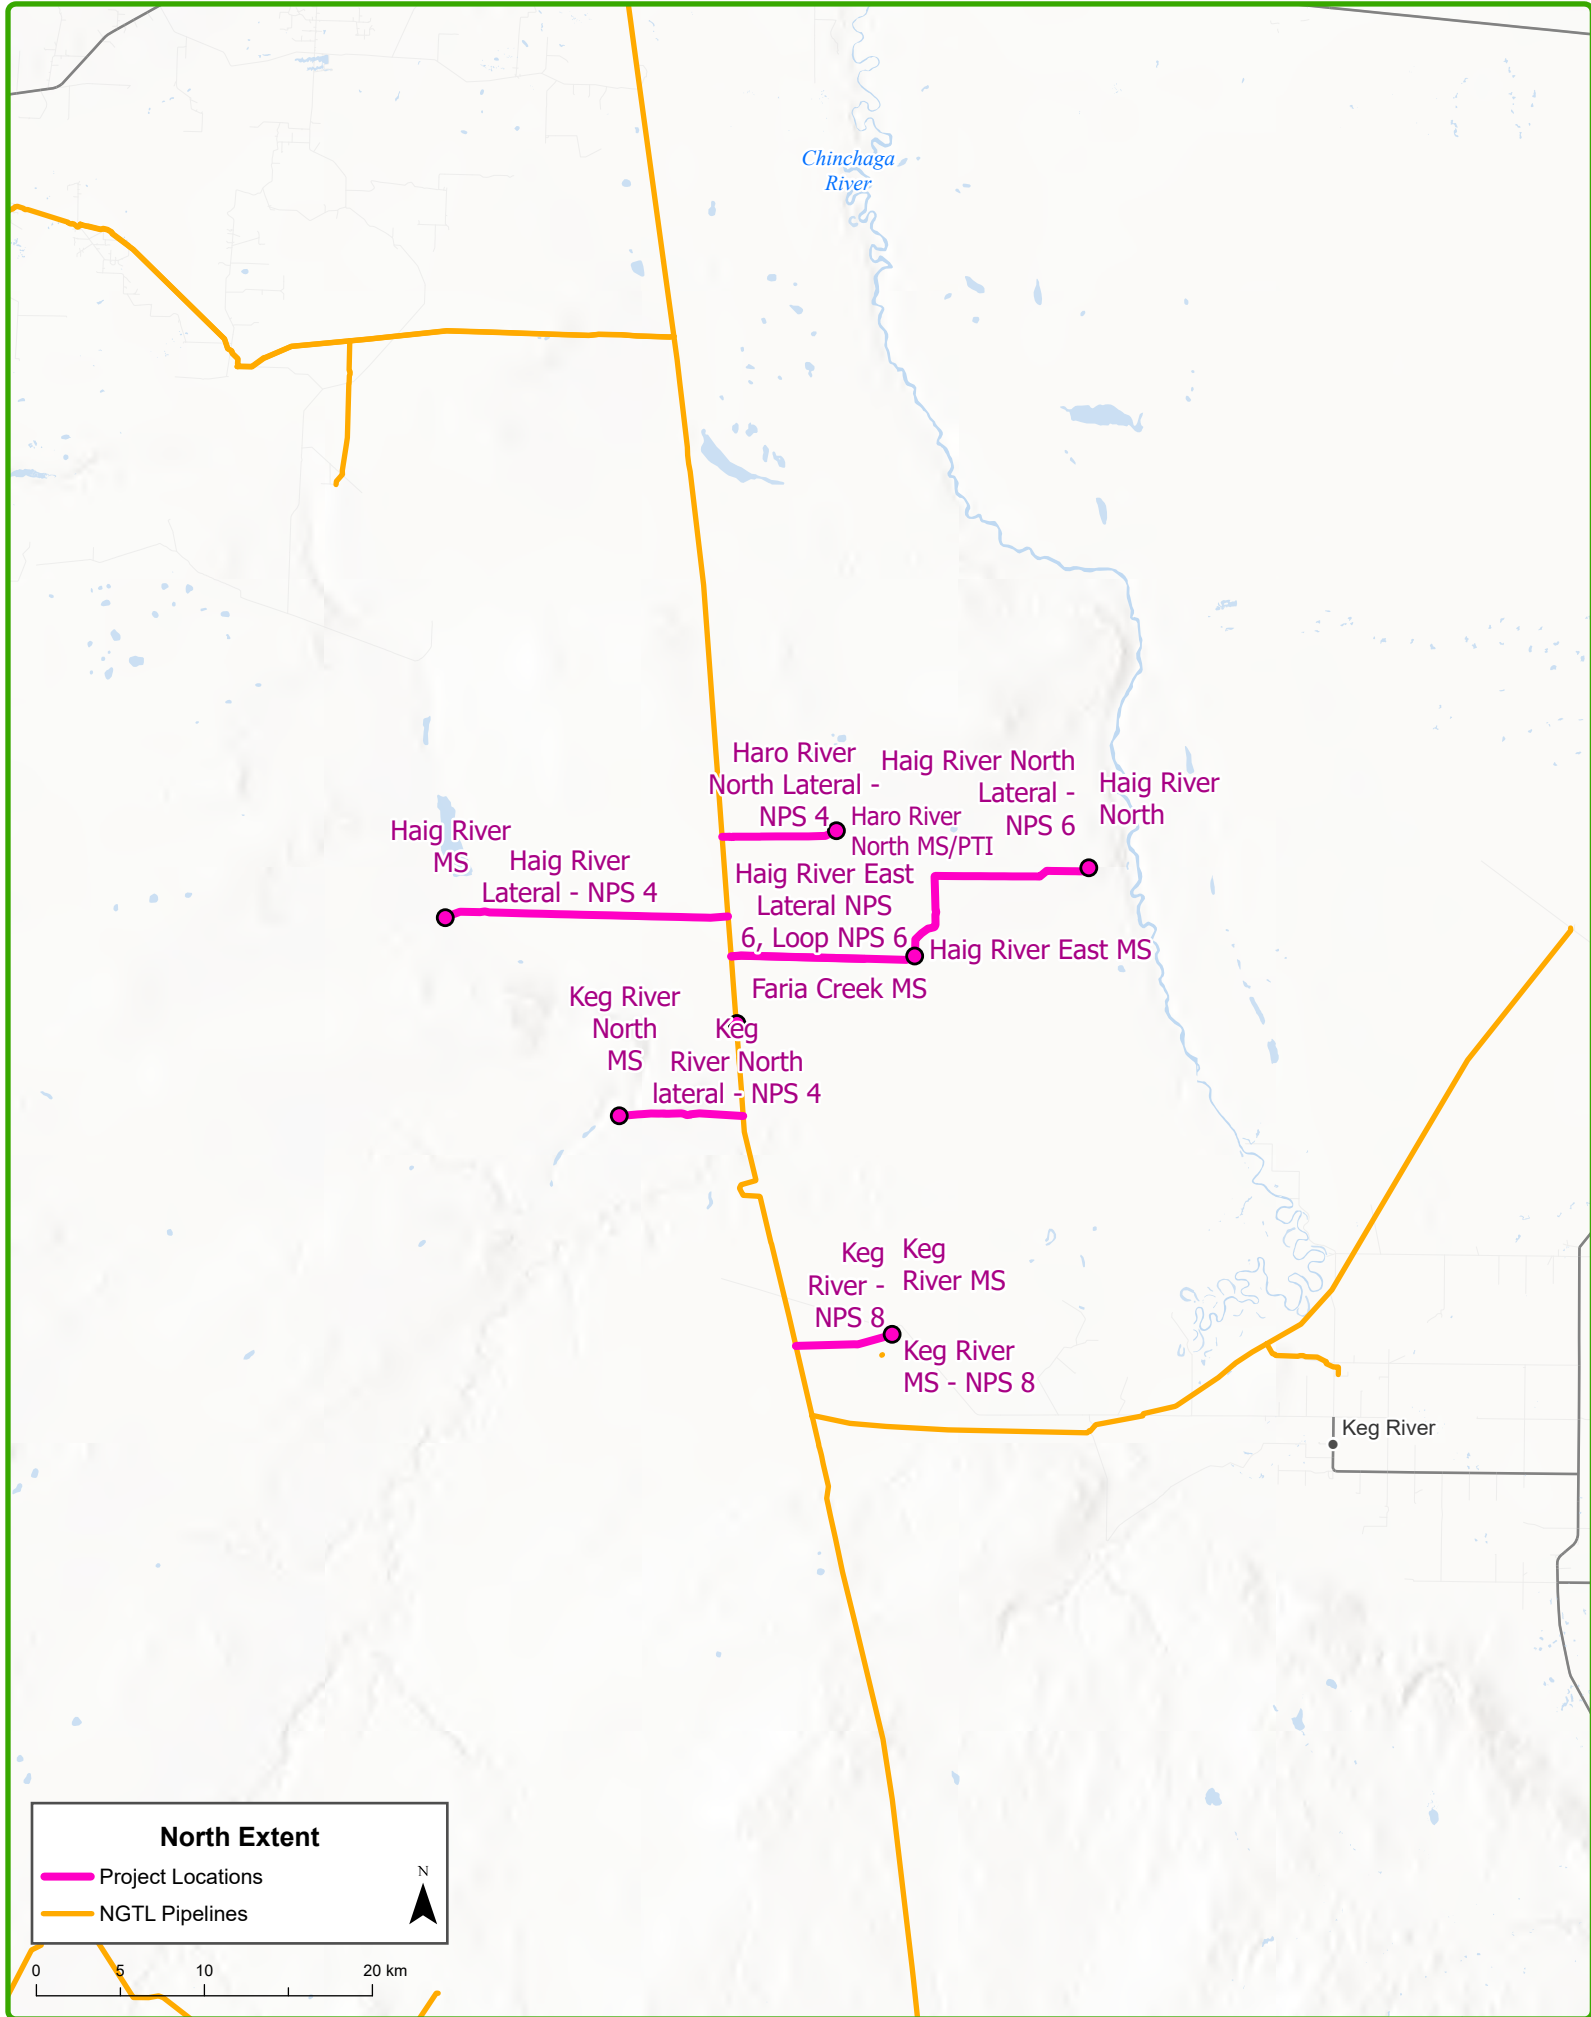 Chinchaga
River
Haro River
North Lateral -
NPS 4
Haig River North
Lateral -
NPS 6
Haig River
North
Haro River
North MS/PTI
Haig River
MS
Haig River
Lateral - NPS 4
Haig River East
Lateral NPS
6, Loop NPS 6
Haig River East MS
Faria Creek MS
Keg River
North
MS
Keg
River North
lateral - NPS 4
Keg
River -
NPS 8
Keg
River MS
Keg River
MS - NPS 8
Keg River
North Extent
Project Locations
NGTL Pipelines
N
0 5 10 20 km